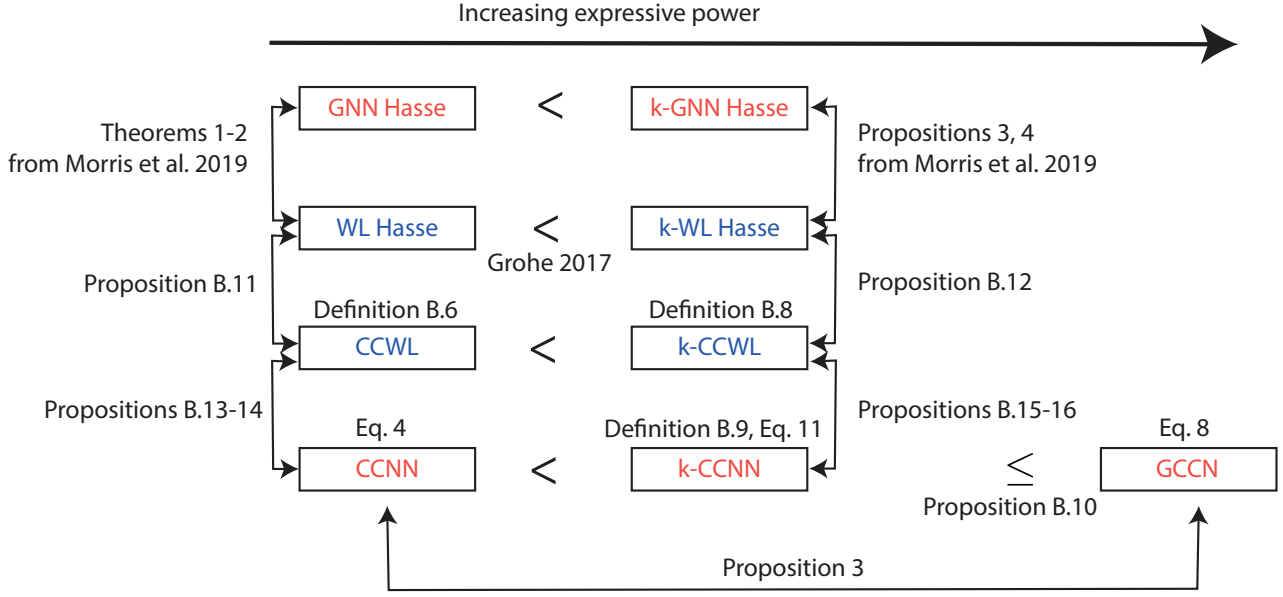 Increasing expressive power
GNN Hasse < k-GNN Hasse
Theorems 1-2
from Morris et al. 2019
Propositions 3, 4
from Morris et al. 2019
WL Hasse < k-WL Hasse
Grohe 2017
Proposition B.11
Proposition B.12
Definition B.6
Definition B.8
CCWL < k-CCWL
Propositions B.13-14
Propositions B.15-16
Eq. 4
Definition B.9, Eq. 11
Eq. 8
CCNN < k-CCNN ≤ GCCN
Proposition B.10
Proposition 3